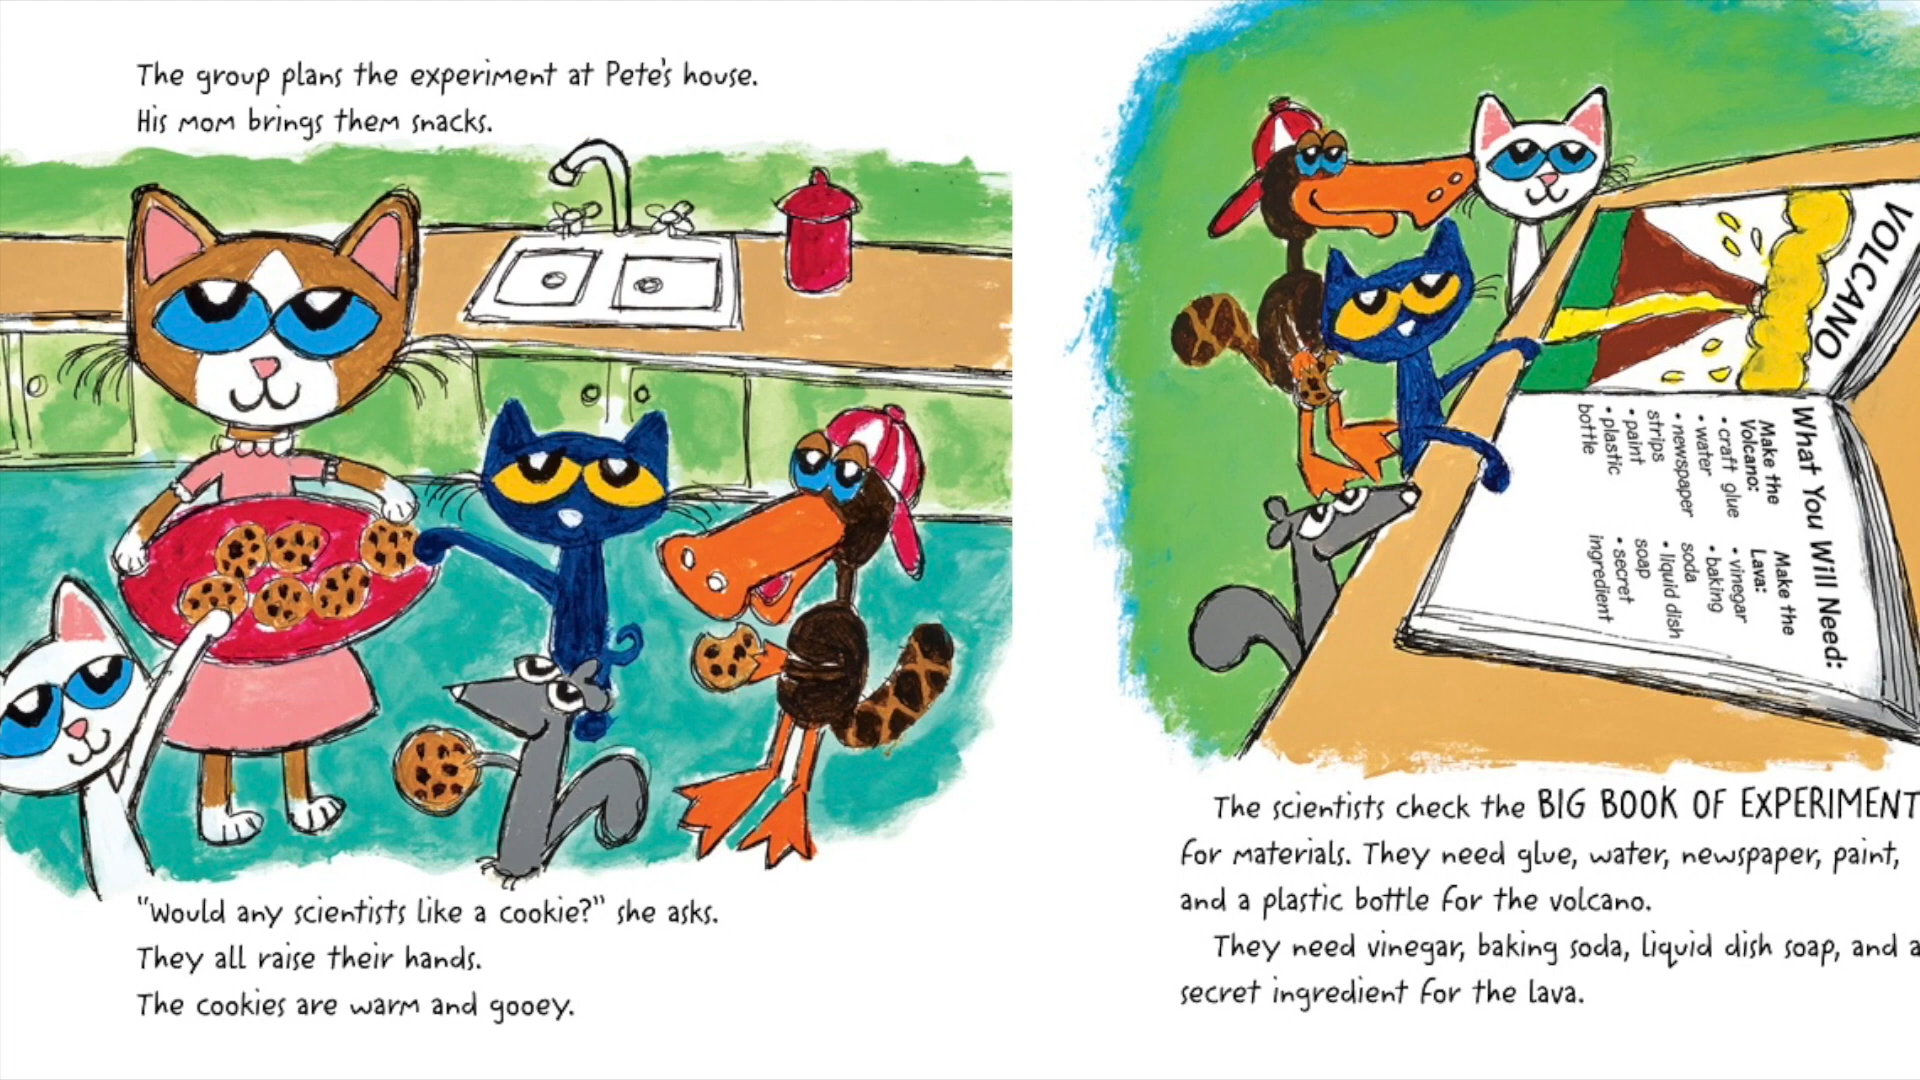 The group plans the experiment at Pete's house.
His mom brings them snacks.
"Would any scientists like a cookie?" she asks.
They all raise their hands.
The cookies are warm and gooey.
VOLCANO
What You Will Need:
Make the
Volcano:
• craft glue
• water
• newspaper
strips
• paint
• plastic
bottle
Make the
Lava:
• vinegar
• baking
soda
• liquid dish
soap
• secret
ingredient
The scientists check the BIG BOOK OF EXPERIMENT
for materials. They need glue, water, newspaper, paint,
and a plastic bottle for the volcano.
They need vinegar, baking soda, liquid dish soap, and a
secret ingredient for the lava.